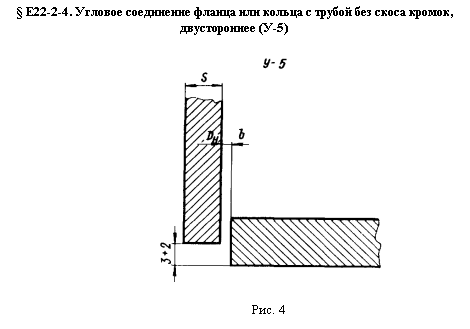 § Е22-2-4. Угловое соединение фланца или кольца с трубой без скоса кромок,
двустороннее (У-5)
У-5
S
Dн
b
3+2
Рис. 4